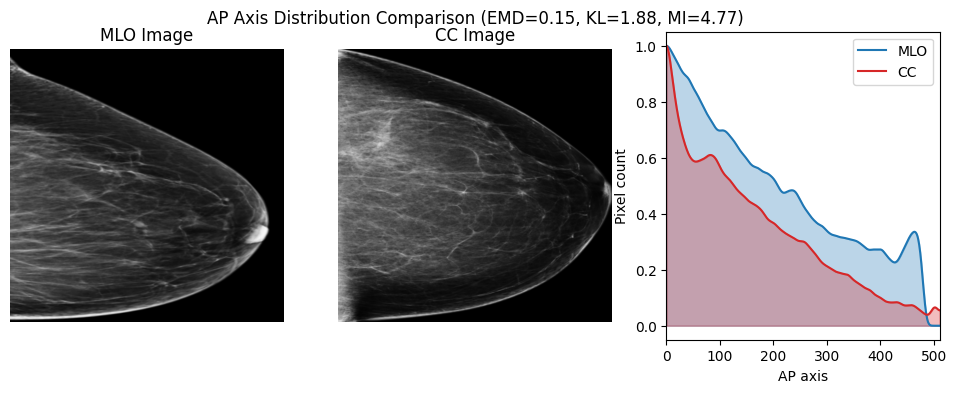 AP Axis Distribution Comparison (EMD=0.15, KL=1.88, MI=4.77)
MLO Image
CC Image
MLO
CC
Pixel count
1.0
0.8
0.6
0.4
0.2
0.0
0 100 200 300 400 500
AP axis